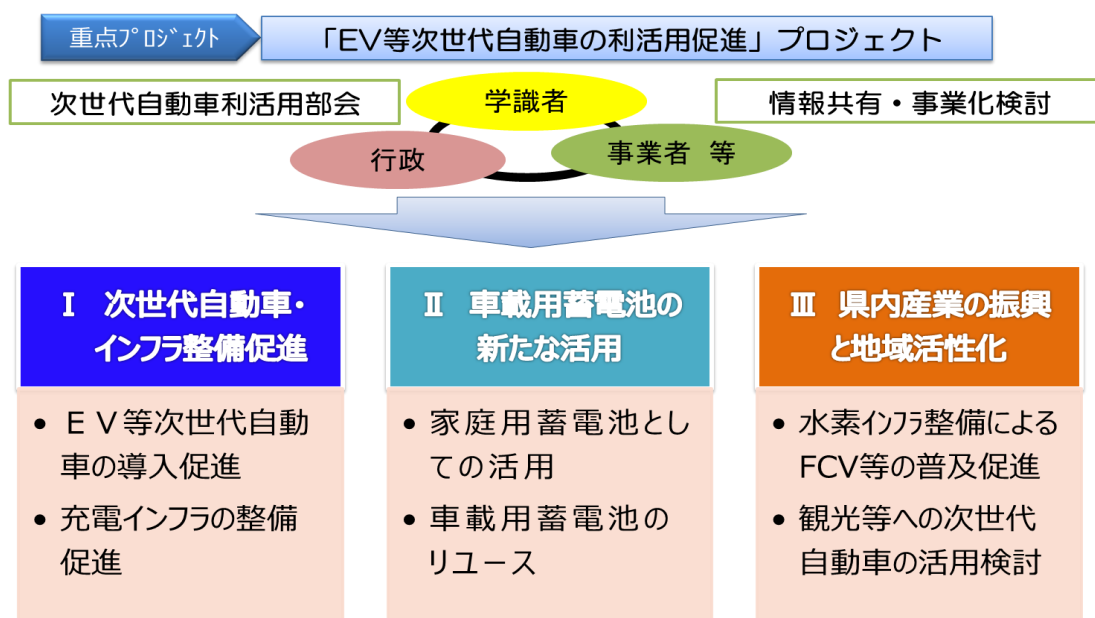 重点ﾌﾟﾛｼﾞｪｸﾄ
「EV等次世代自動車の利活用促進」プロジェクト
次世代自動車利活用部会
学識者
情報共有・事業化検討
行政
事業者 等
Ⅰ 次世代自動車・
インフラ整備促進
• ＥＶ等次世代自動
車の導入促進
• 充電インフラの整備
促進
Ⅱ 車載用蓄電池の
新たな活用
• 家庭用蓄電池とし
ての活用
• 車載用蓄電池の
リユース
Ⅲ 県内産業の振興
と地域活性化
• 水素ｲﾝﾌﾗ整備による
FCV等の普及促進
• 観光等への次世代
自動車の活用検討